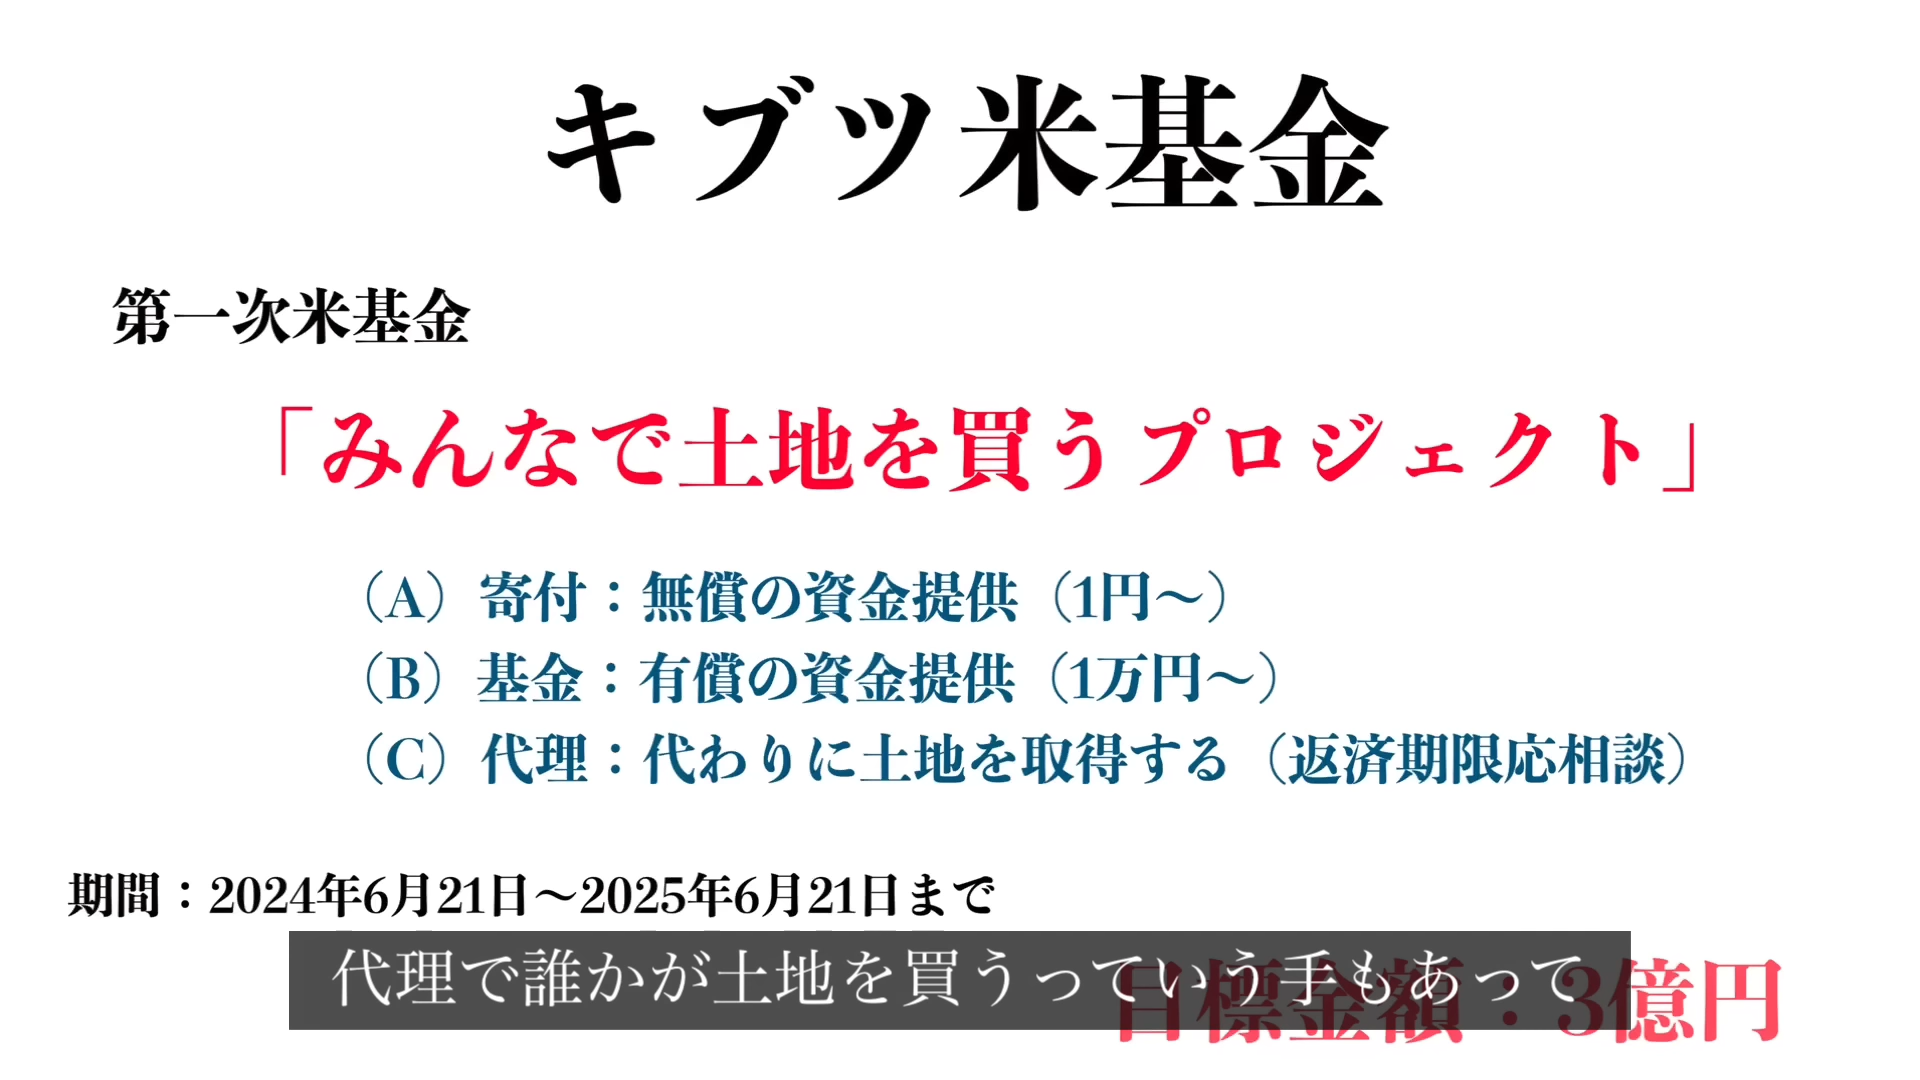 キブツ米基金
第一次米基金
「みんなで土地を買うプロジェクト」
（A）寄付：無償の資金提供（1円〜）
（B）基金：有償の資金提供（1万円〜）
（C）代理：代わりに土地を取得する（返済期限応相談）
期間：2024年6月21日〜2025年6月21日まで
目標金額：3億円
代理で誰かが土地を買うっていう手もあって